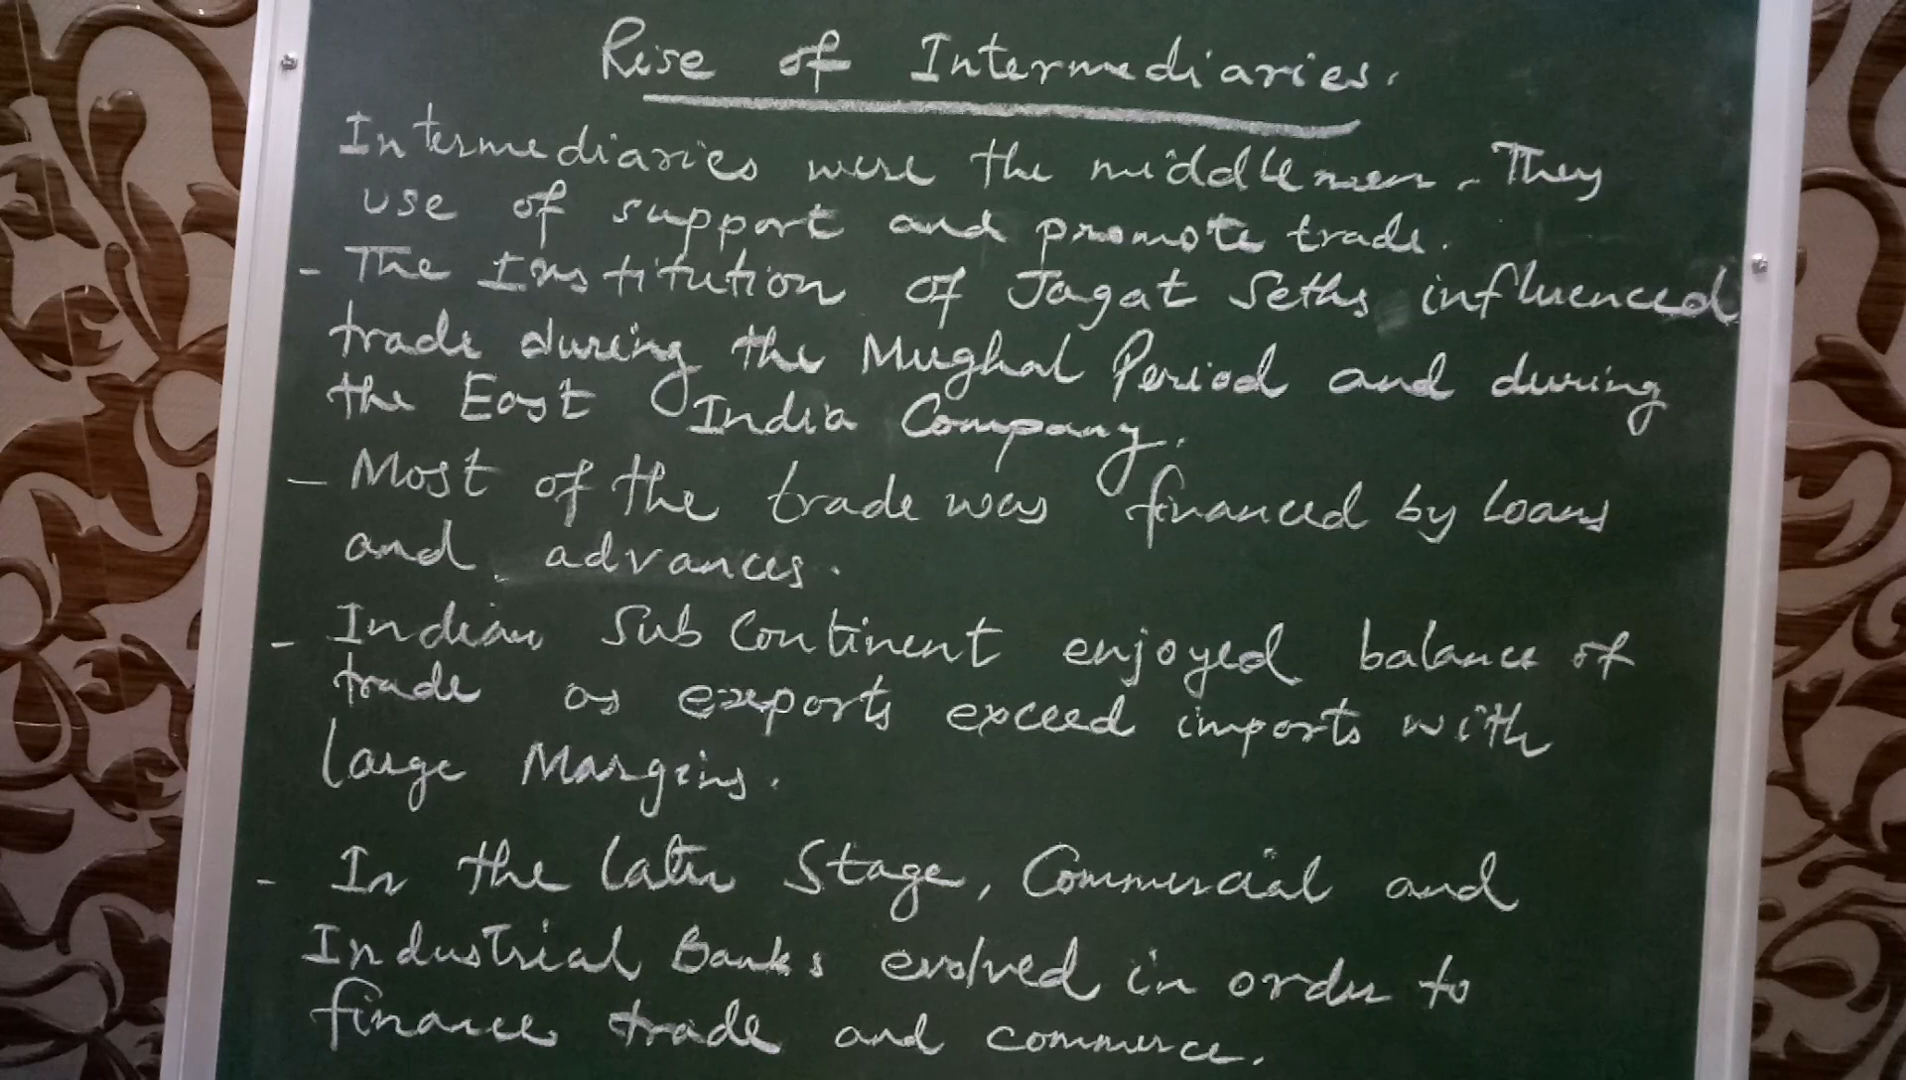 Rise of Intermediaries.
Intermediaries were the middlemen. They
use of support and promote trade.
- The Institution of Jagat Seths influenced
trade during the Mughal Period and during
the East India Company.
- Most of the trade was financed by loans
and advances.
- Indian Sub Continent enjoyed balance of
trade as exports exceed imports with
large Margins.
- In the later Stage, Commercial and
Industrial Banks evolved in order to
finance trade and commerce.